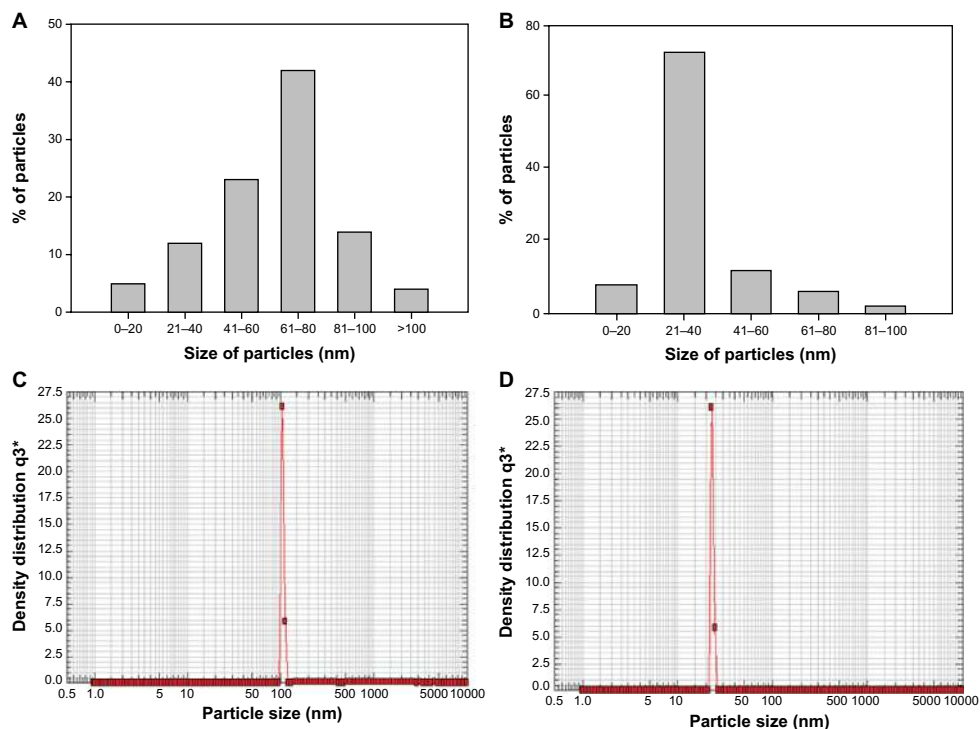 A
50
40
30
20
10
0
% of particles
0–20 21–40 41–60 61–80 81–100 >100
Size of particles (nm)
B
80
60
40
20
0
% of particles
0–20 21–40 41–60 61–80 81–100
Size of particles (nm)
C
27.5
25.0
22.5
20.0
17.5
15.0
12.5
10.0
7.5
5.0
2.5
0.0
Density distribution q3*
0.5 1.0 5 10 50 100 500 1000 5000 10000
Particle size (nm)
D
27.5
25.0
22.5
20.0
17.5
15.0
12.5
10.0
7.5
5.0
2.5
0.0
Density distribution q3*
0.5 1.0 5 10 50 100 500 1000 5000 10000
Particle size (nm)